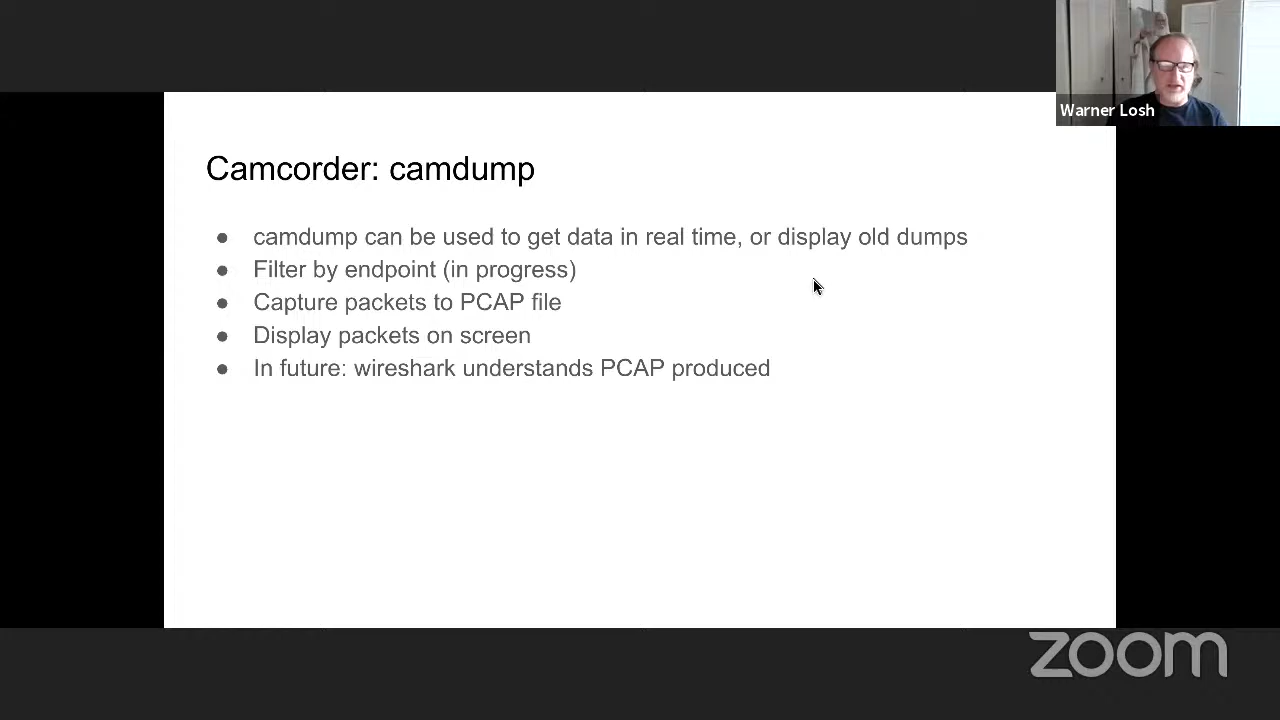 Warner Losh
Camcorder: camdump
● camdump can be used to get data in real time, or display old dumps
● Filter by endpoint (in progress)
● Capture packets to PCAP file
● Display packets on screen
● In future: wireshark understands PCAP produced
zoom